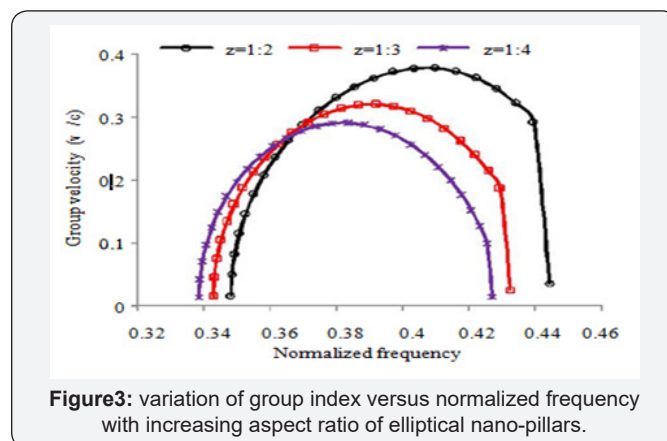 z=1:2 z=1:3 z=1:4
0.4
0.3
0.2
0.1
0
Group velocity (v /c)
0.32 0.34 0.36 0.38 0.4 0.42 0.44 0.46
Normalized frequency
Figure3: variation of group index versus normalized frequency
with increasing aspect ratio of elliptical nano-pillars.